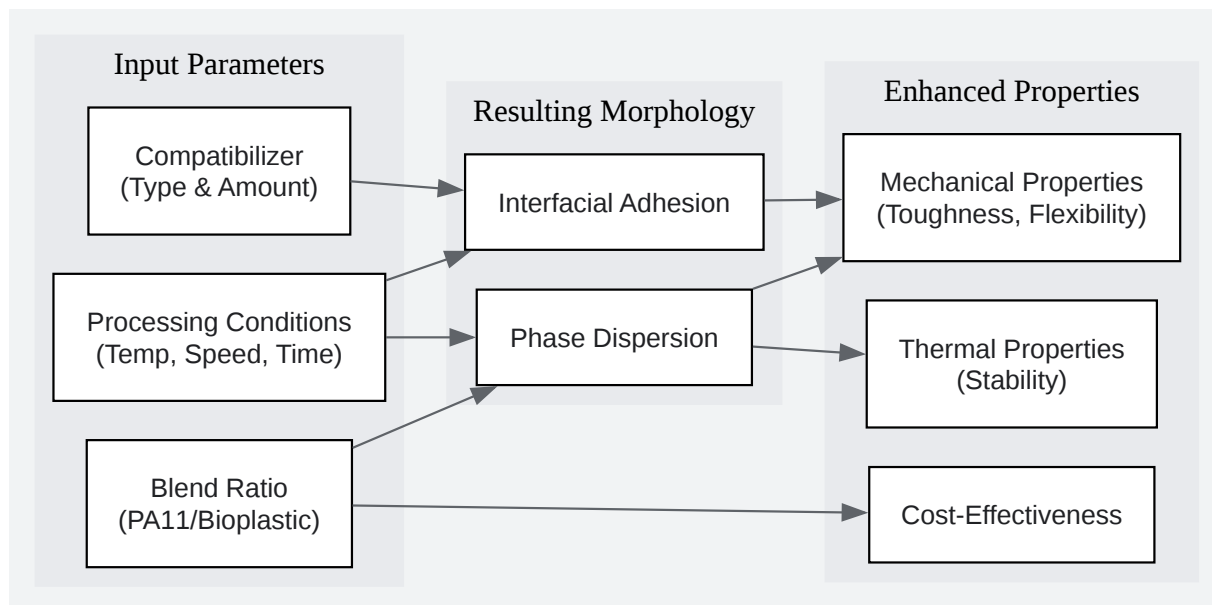 Input Parameters
Compatibilizer
(Type & Amount)
Processing Conditions
(Temp, Speed, Time)
Blend Ratio
(PA11/Bioplastic)
Resulting Morphology
Interfacial Adhesion
Phase Dispersion
Enhanced Properties
Mechanical Properties
(Toughness, Flexibility)
Thermal Properties
(Stability)
Cost-Effectiveness